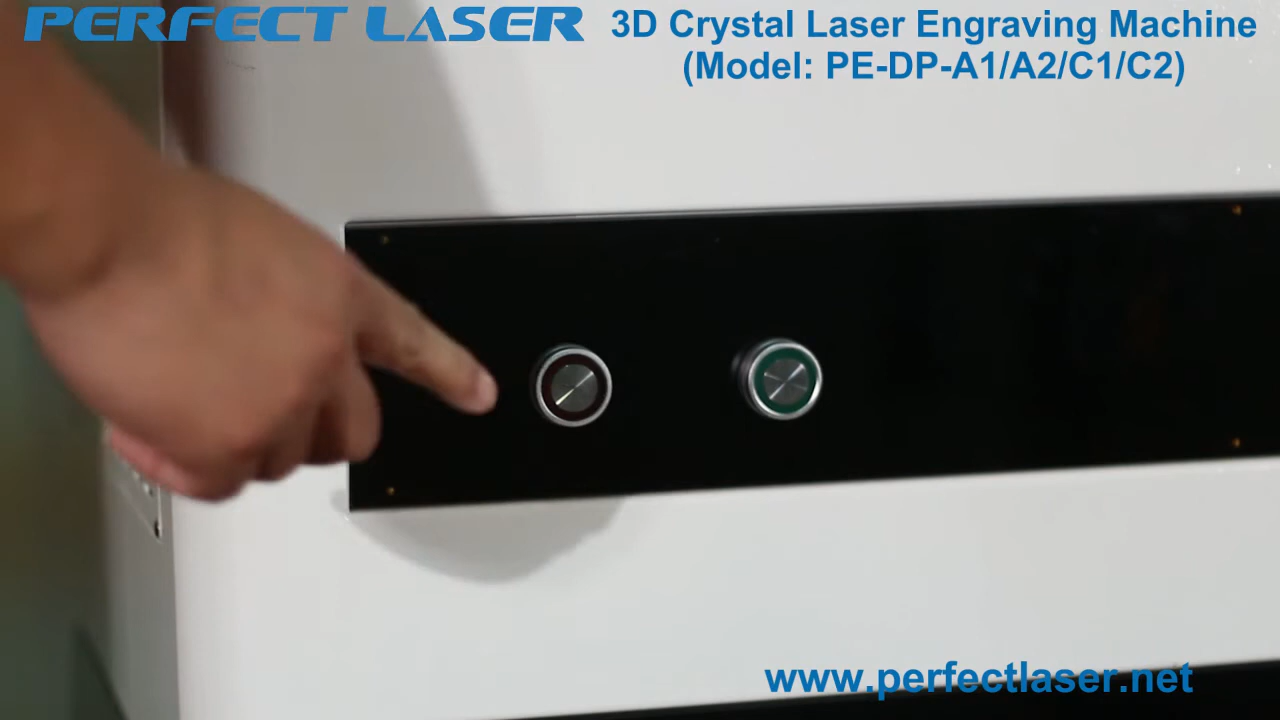 PERFECT LASER
3D Crystal Laser Engraving Machine
(Model: PE-DP-A1/A2/C1/C2)
www.perfectlaser.net